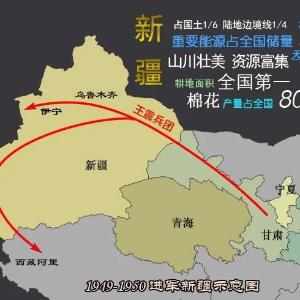 新疆
占国土1/6 陆地边境线1/4
重要能源占全国储量
山川壮美 资源富集
耕地面积 全国第一
棉花 产量占全国 80
乌鲁木齐
伊宁
王震兵团
新疆
宁夏
甘肃
青海
西藏阿里
1949-1950进军新疆示意图